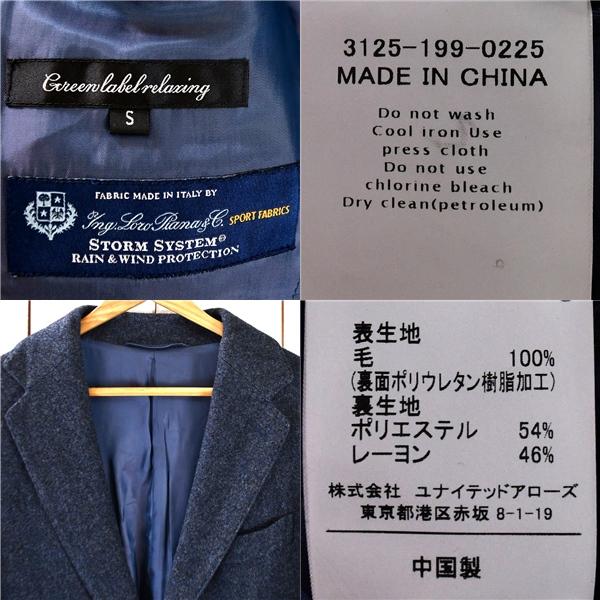 Green label relaxing
S
FABRIC MADE IN ITALY BY
Ing. Loro Piana & C. SPORT FABRICS
STORM SYSTEM®
RAIN & WIND PROTECTION
3125-199-0225
MADE IN CHINA
Do not wash
Cool iron Use
press cloth
Do not use
chlorine bleach
Dry clean(petroleum)
表生地
毛 100%
(裏面ポリウレタン樹脂加工)
裏生地
ポリエステル 54%
レーヨン 46%
株式会社 ユナイテッドアローズ
東京都港区赤坂 8-1-19
中国製